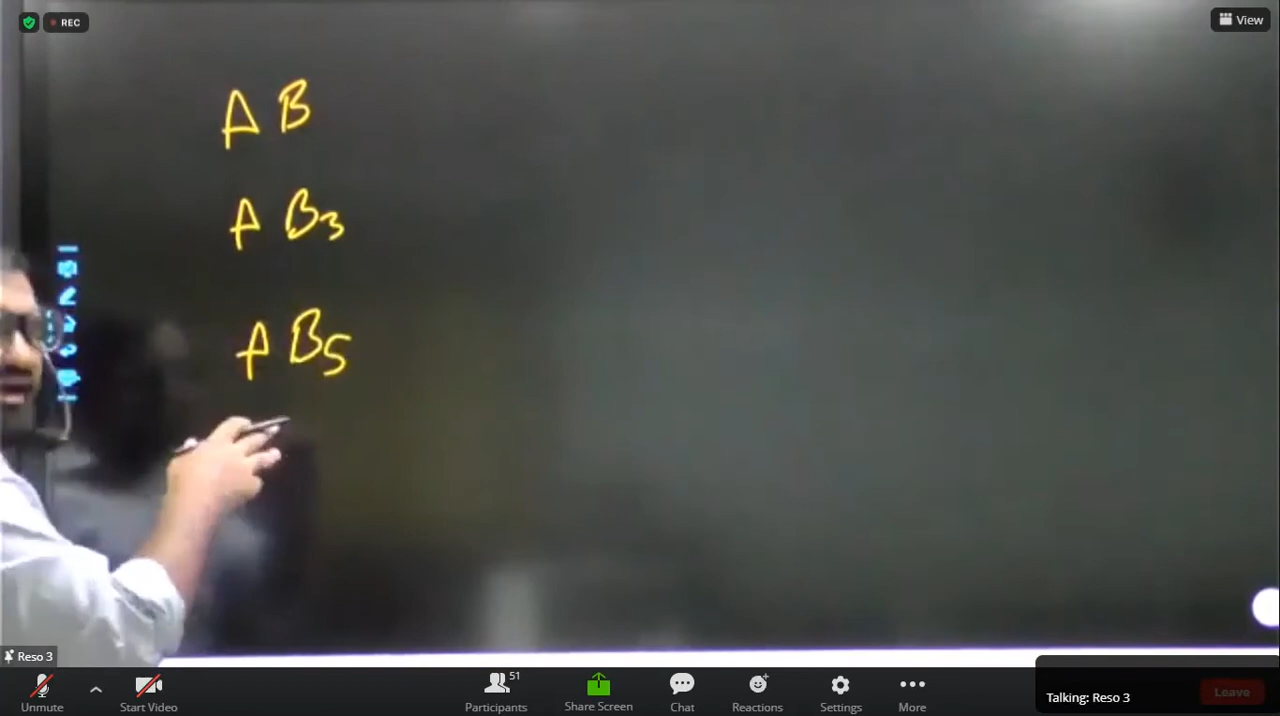 REC
View
A B
A B3
A B5
Reso 3
Unmute
Start Video
Participants
51
Share Screen
Chat
Reactions
Settings
More
Talking: Reso 3
Leave